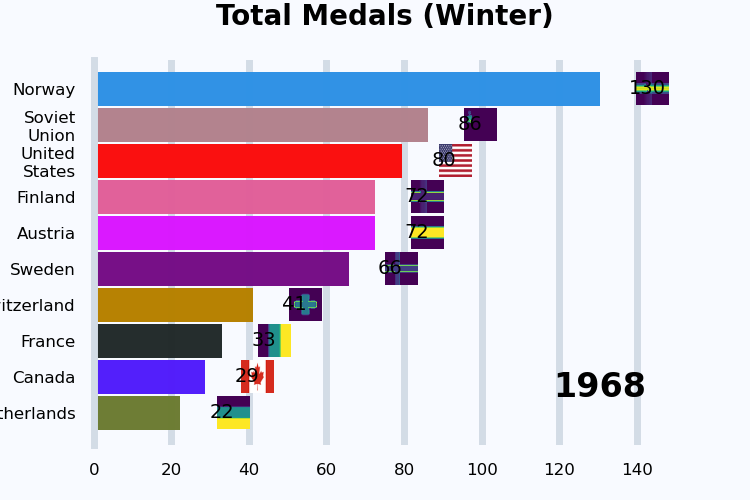 Total Medals (Winter)
Norway 130
Soviet
Union 86
United
States 80
Finland 72
Austria 72
Sweden 66
itzerland 41
France 33
Canada 29
therlands 22
1968
0 20 40 60 80 100 120 140